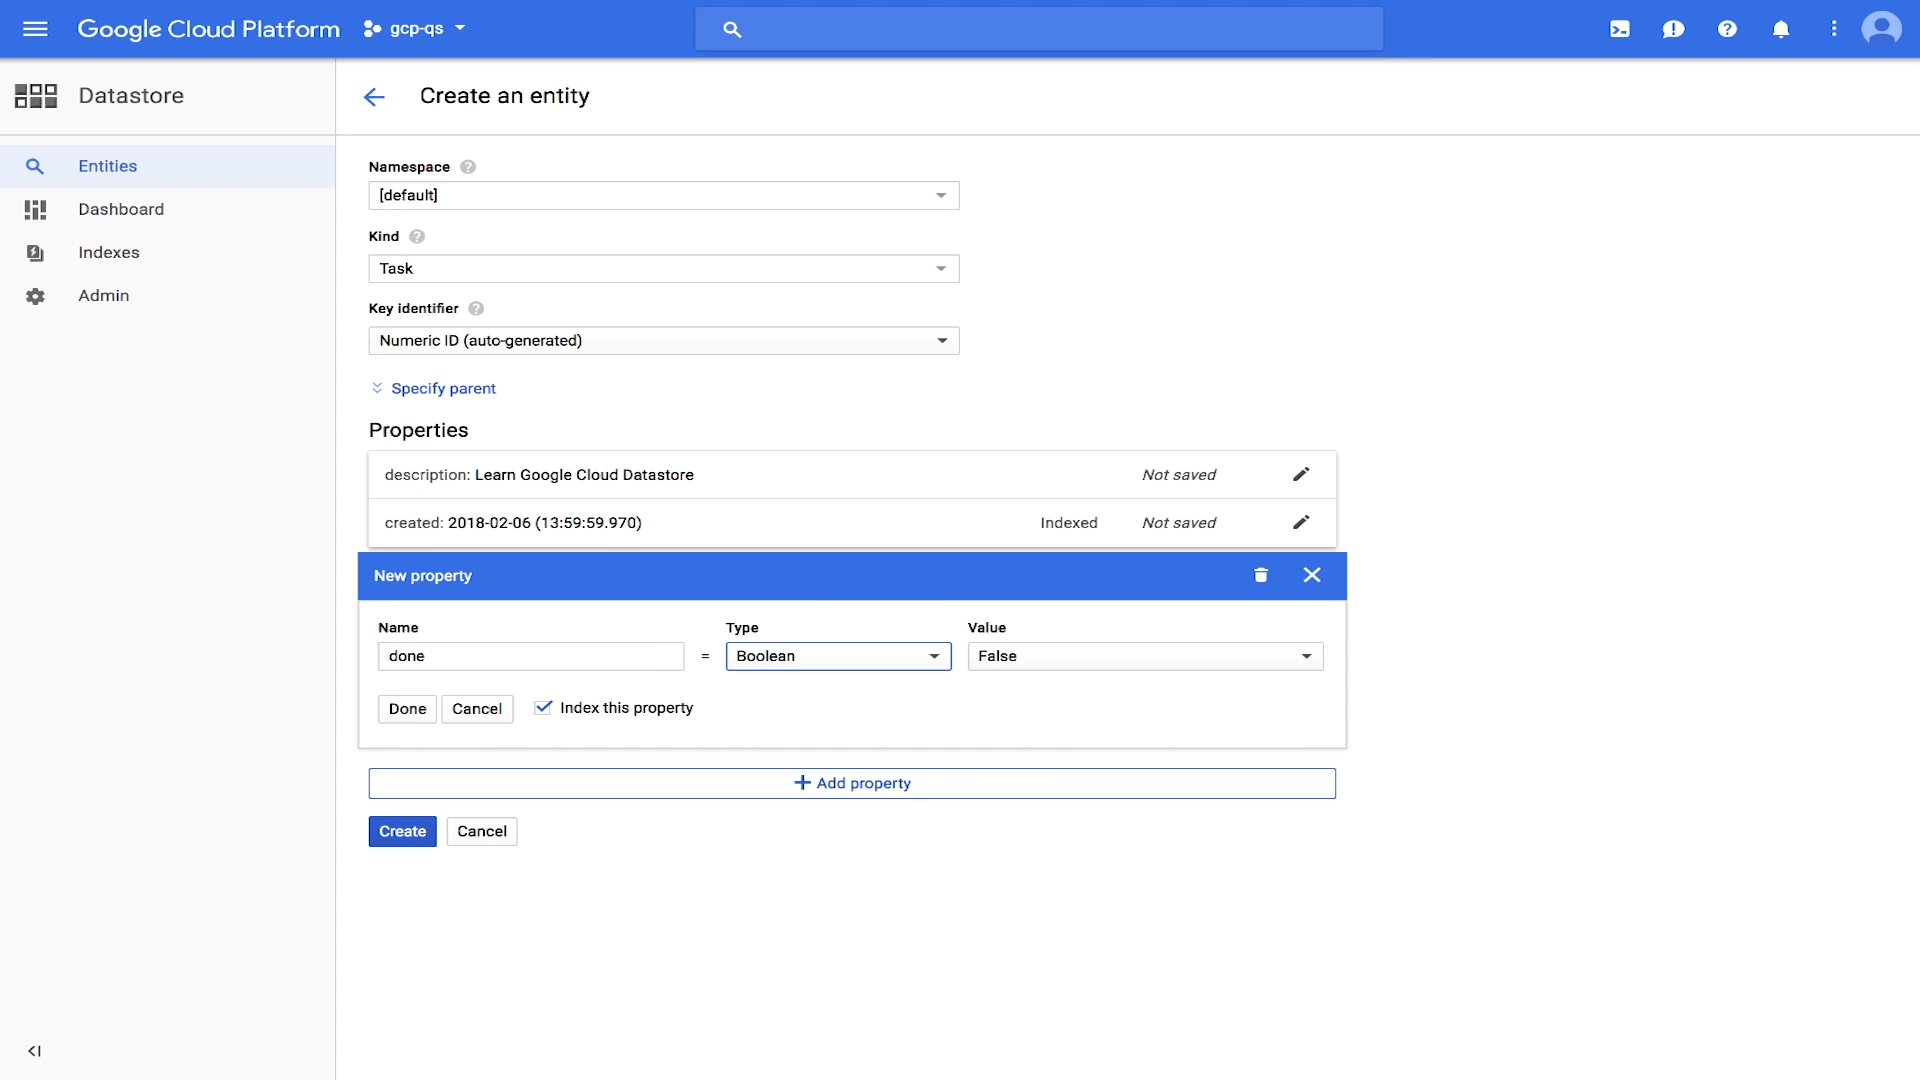 Google Cloud Platform gcp-qs
Datastore
Create an entity
Entities
Dashboard
Indexes
Admin
Namespace ?
[default]
Kind ?
Task
Key identifier ?
Numeric ID (auto-generated)
Specify parent
Properties
description: Learn Google Cloud Datastore Not saved
created: 2018-02-06 (13:59:59.970) Indexed Not saved
New property
Name Type Value
done = Boolean False
Done Cancel Index this property
+ Add property
Create Cancel